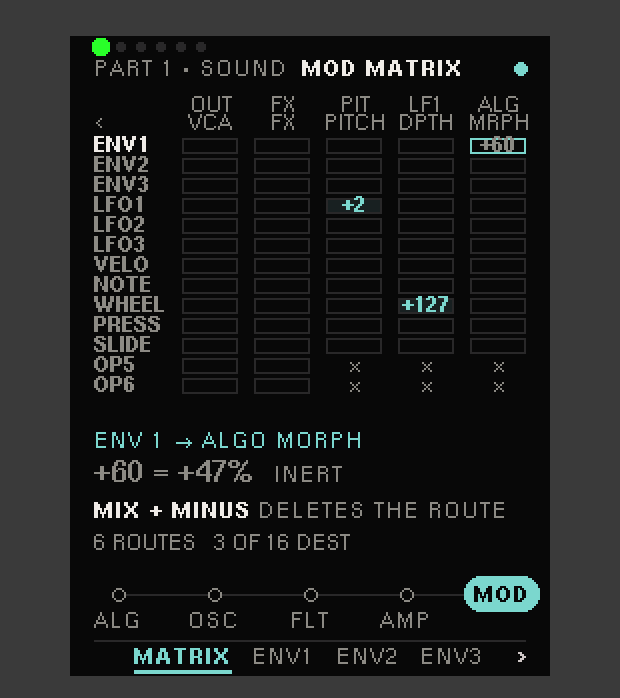 PART 1 · SOUND MOD MATRIX
OUT FX PIT LF1 ALG
< VCA FX PITCH DPTH MRPH
ENV1 +60
ENV2
ENV3
LFO1 +2
LFO2
LFO3
VELO
NOTE
WHEEL +127
PRESS
SLIDE
OP5 × × ×
OP6 × × ×
ENV 1 → ALGO MORPH
+60 = +47% INERT
MIX + MINUS DELETES THE ROUTE
6 ROUTES 3 OF 16 DEST
MOD
ALG OSC FLT AMP
MATRIX ENV1 ENV2 ENV3 >